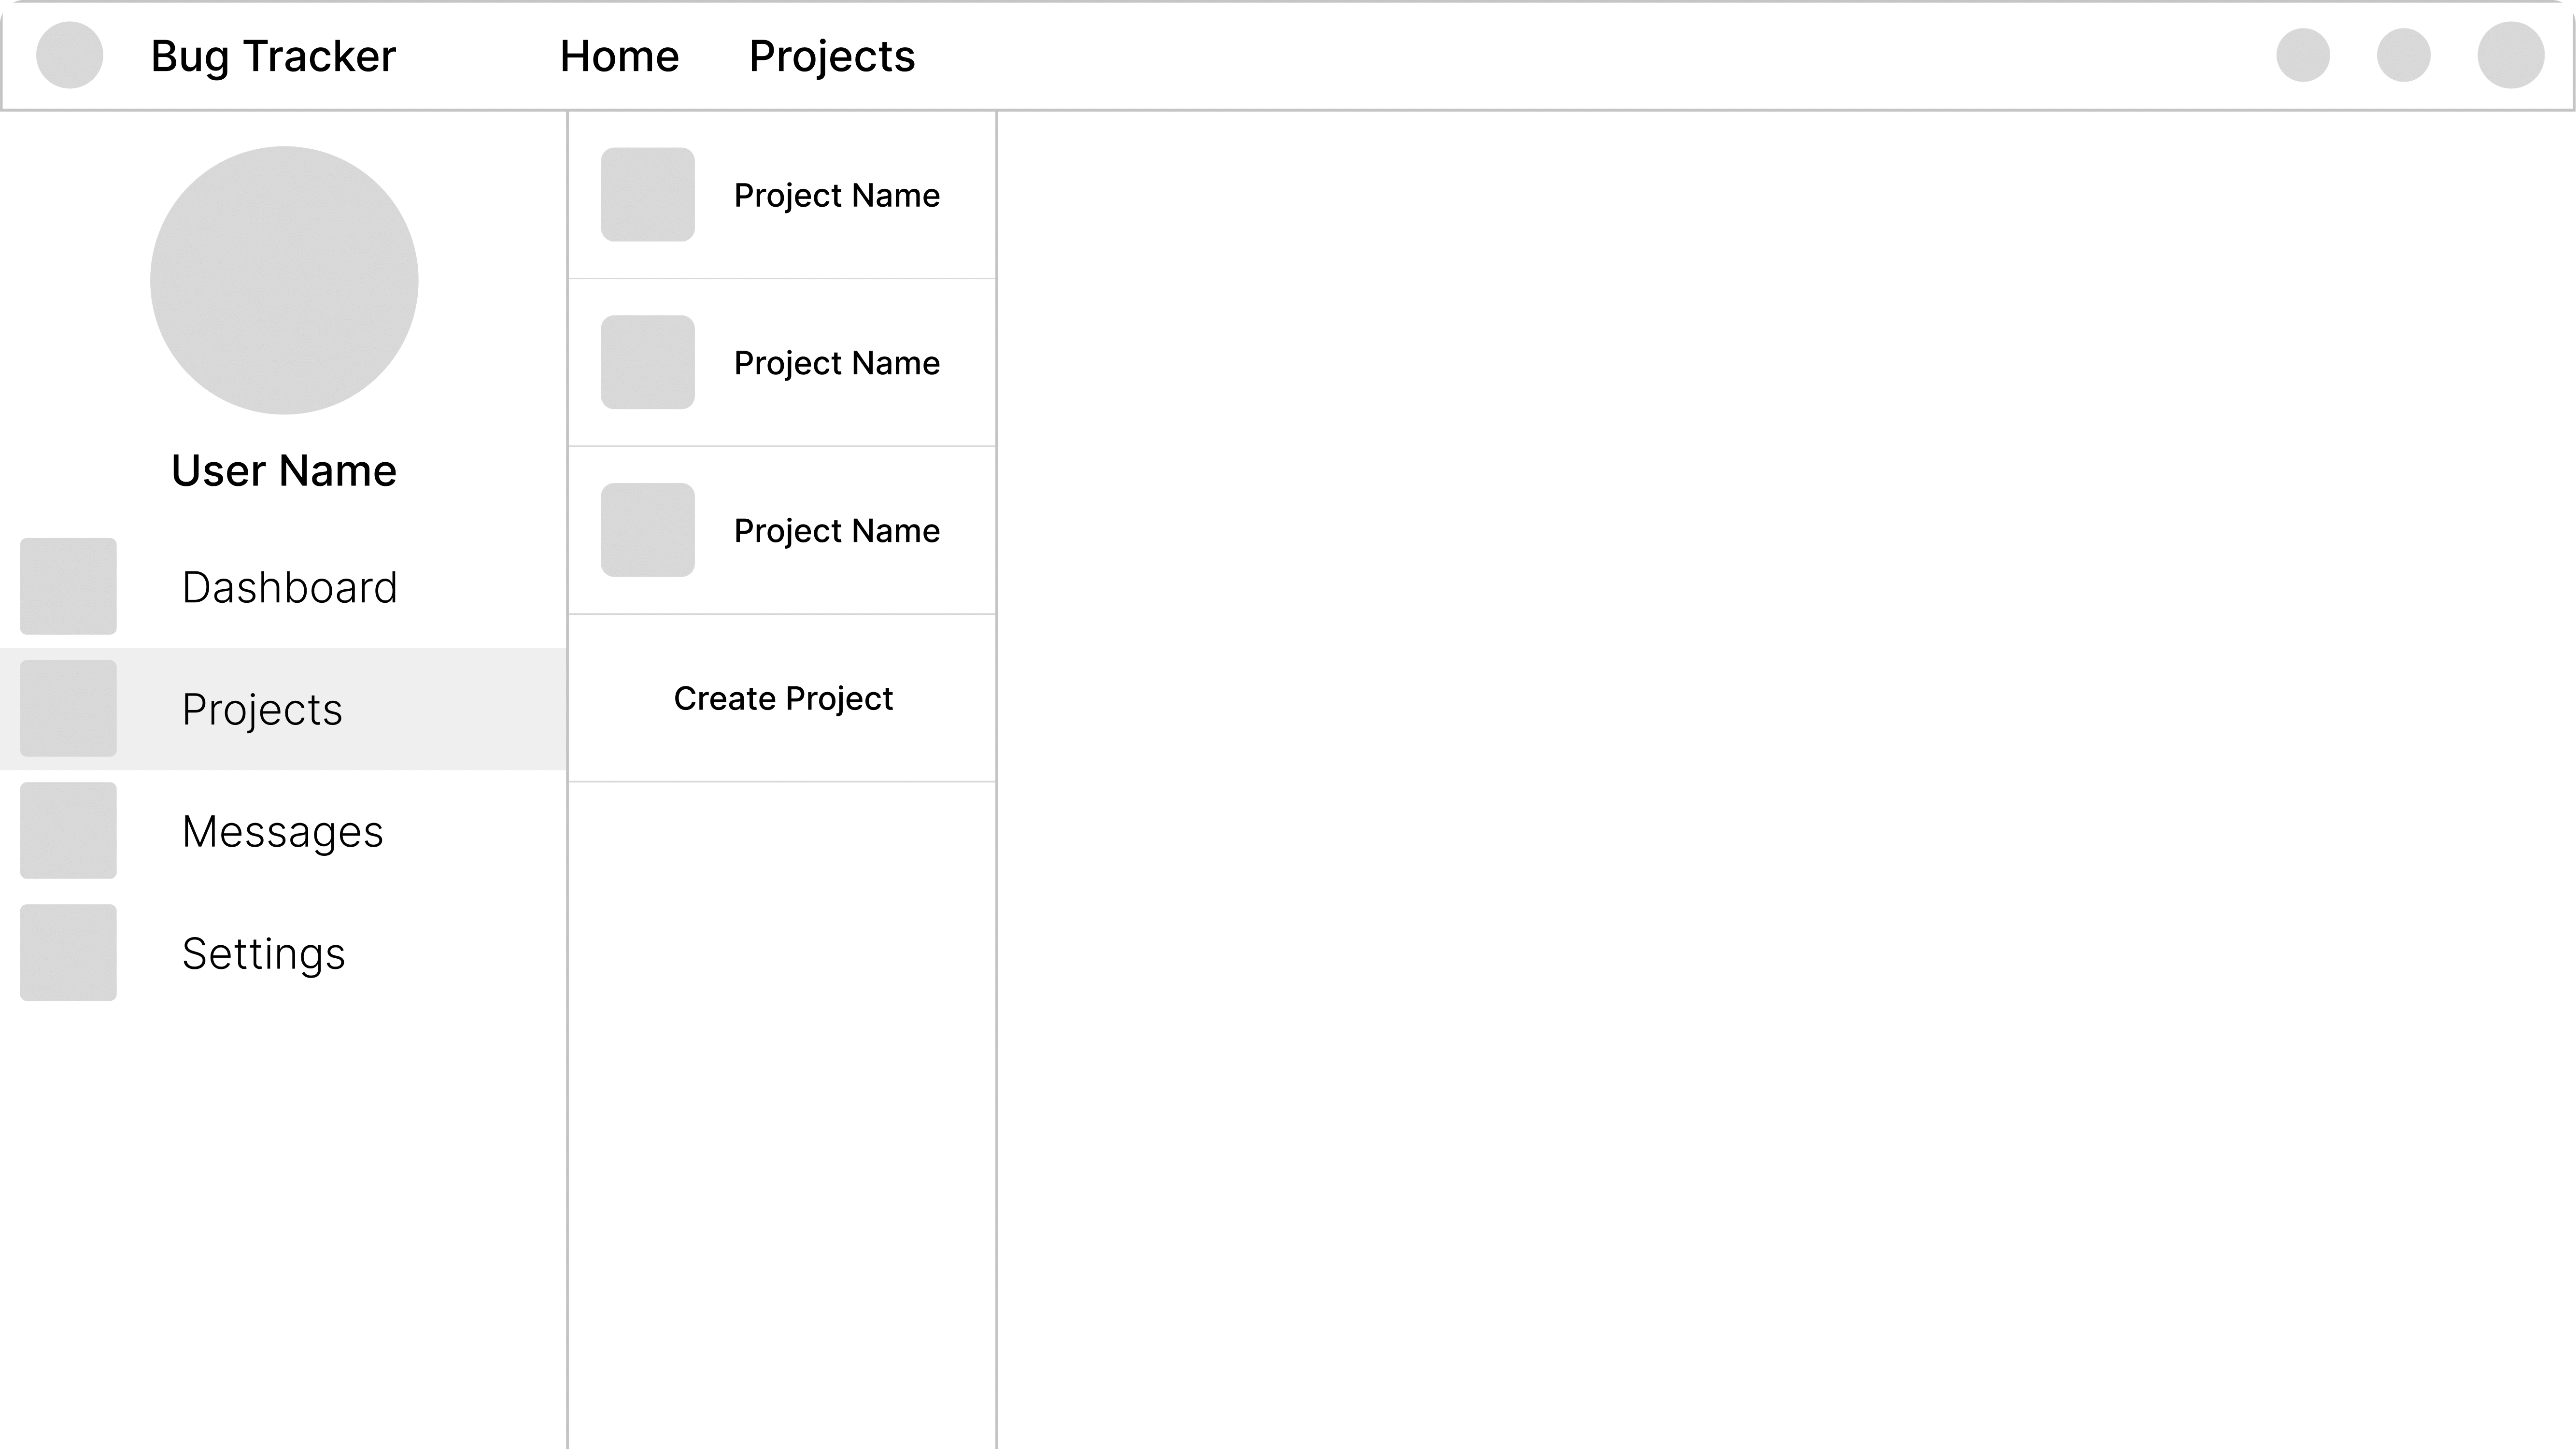 Bug Tracker
Home
Projects
User Name
Dashboard
Projects
Messages
Settings
Project Name
Project Name
Project Name
Create Project